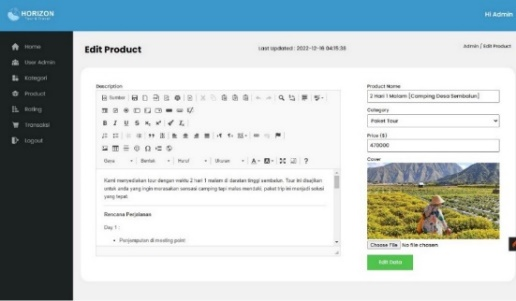 HORIZON
Hi Admin
Home
User Admin
Kategori
Product
Rating
Transaksi
Logout
Edit Product
Last Updated : 2022-12-16 04:15:35
Admin / Edit Product
Description
Sumber
Gaya
Bentuk
Huruf
Ukuran
Kami menyediakan tour dengan melita 2 hari 1 malam di daratan tinggi sembalun. Tour ini disajikan
untuk anda yang ingin merasakan sensasi camping tapi malas mendaki, paket trip ini menjadi solusi
yang tepat.
Rencana Perjalanan
Day 1 :
Penjemputan di meeting point
Product Name
2 Hari 1 Malam (Camping Desa Sembalun)
Category
Paket Tour
Price ($)
470000
Cover
Choose File No file chosen
Edit Data